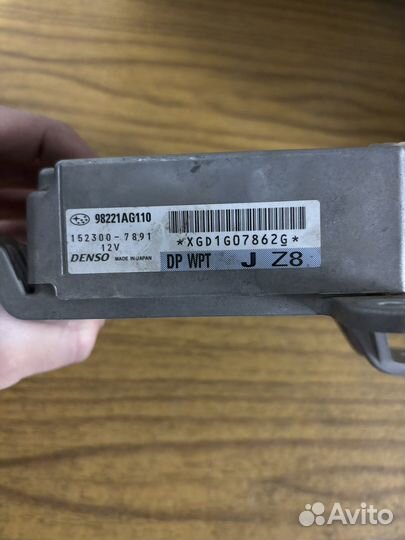 98221AG110
152300-7891
12V
DENSO MADE IN JAPAN
*XGD1G07862G*
DP WPT J Z8
Avito